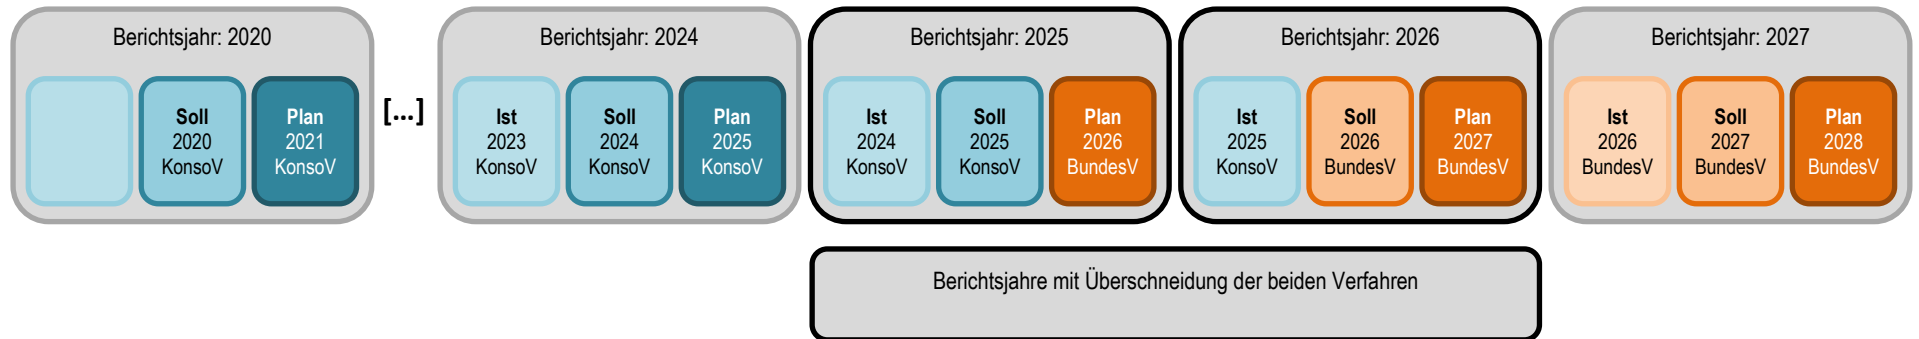 Berichtsjahr: 2020
Soll
2020
KonsoV
Plan
2021
KonsoV
[...]
Berichtsjahr: 2024
Ist
2023
KonsoV
Soll
2024
KonsoV
Plan
2025
KonsoV
Berichtsjahr: 2025
Ist
2024
KonsoV
Soll
2025
KonsoV
Plan
2026
BundesV
Berichtsjahr: 2026
Ist
2025
KonsoV
Soll
2026
BundesV
Plan
2027
BundesV
Berichtsjahr: 2027
Ist
2026
BundesV
Soll
2027
BundesV
Plan
2028
BundesV
Berichtsjahre mit Überschneidung der beiden Verfahren